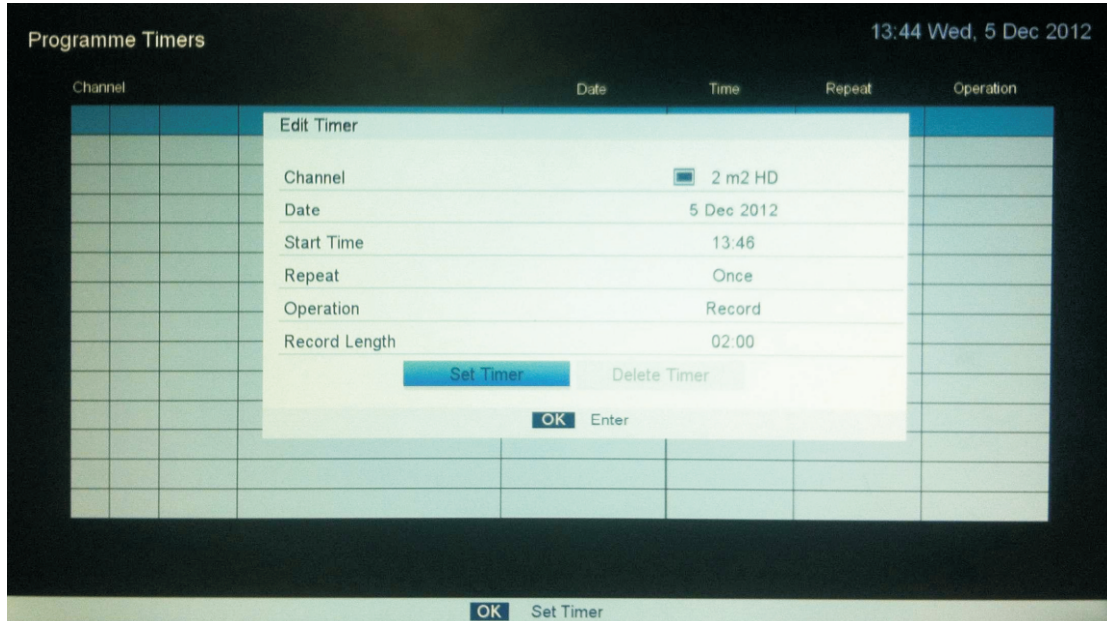 Programme Timers
13:44 Wed, 5 Dec 2012
Channel Date Time Repeat Operation
Edit Timer
Channel 2 m2 HD
Date 5 Dec 2012
Start Time 13:46
Repeat Once
Operation Record
Record Length 02:00
Set Timer Delete Timer
OK Enter
OK Set Timer